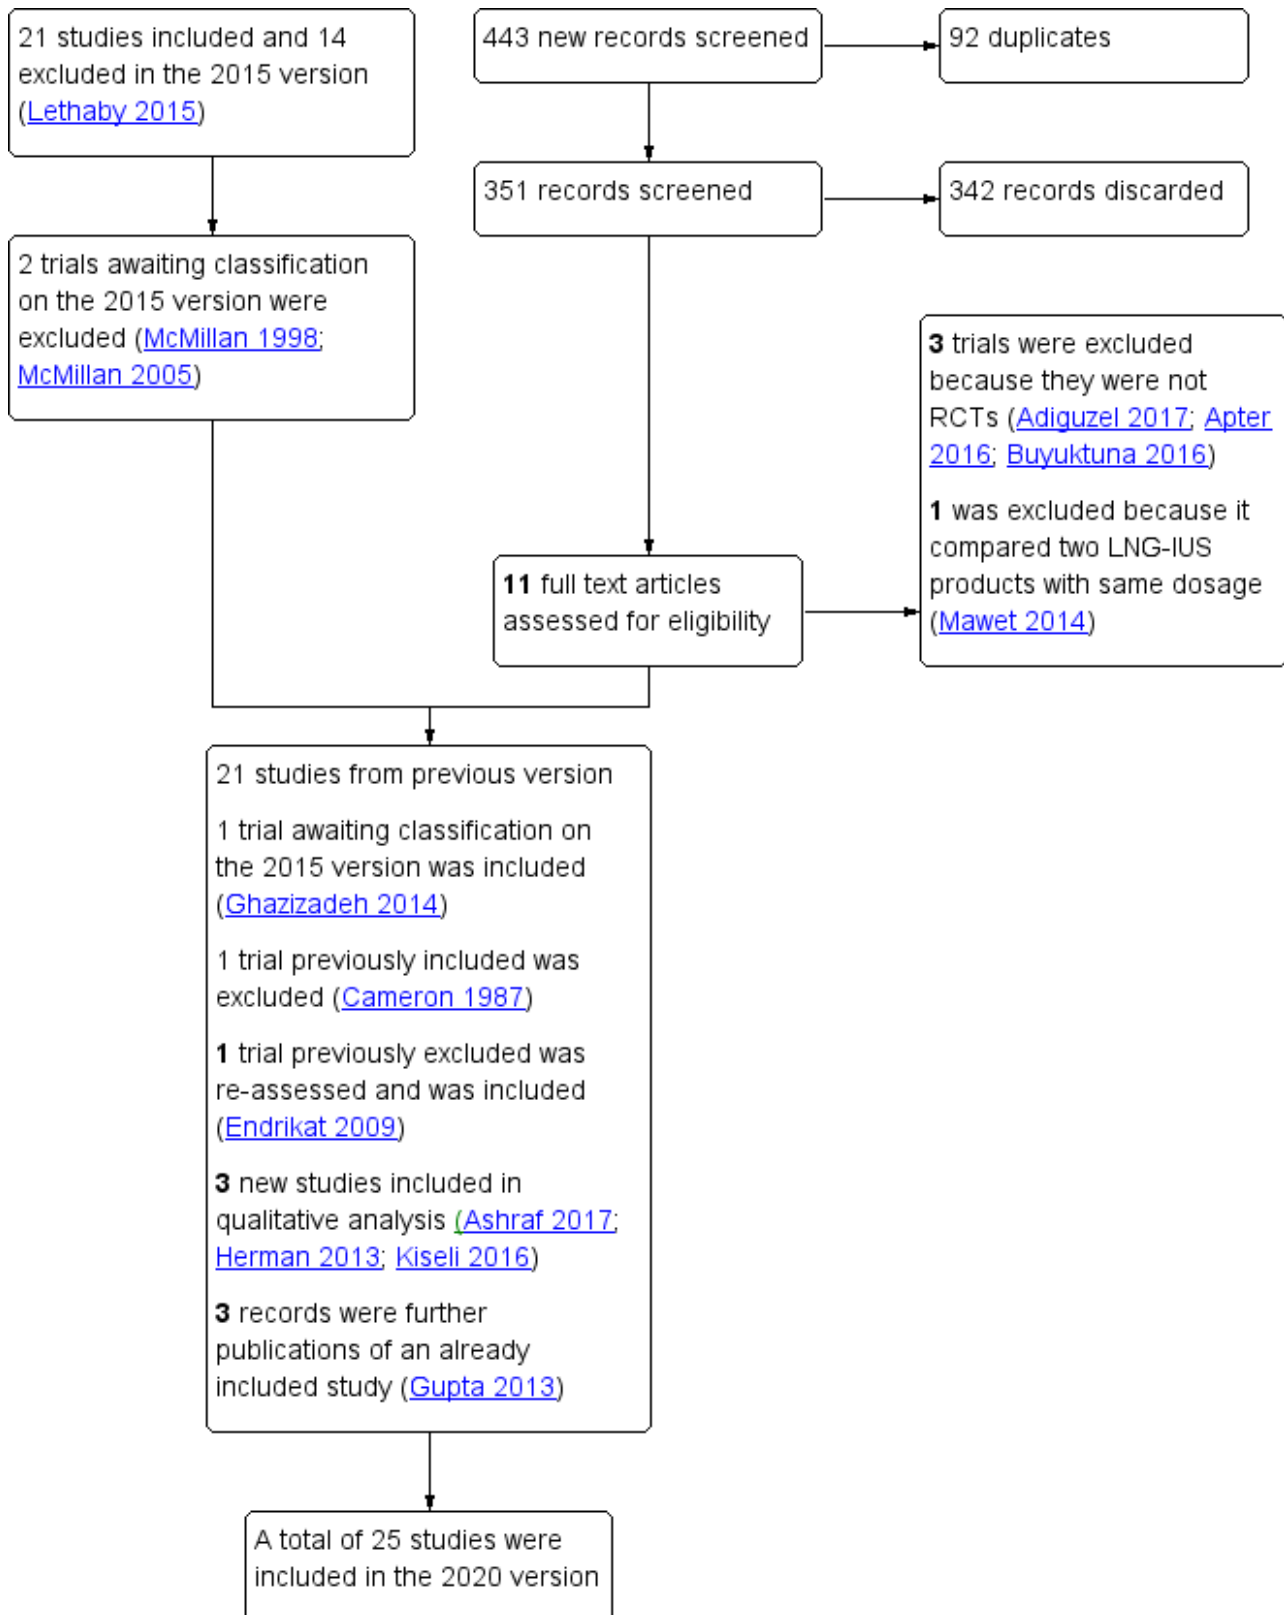 21 studies included and 14
excluded in the 2015 version
(Lethaby 2015)
443 new records screened
92 duplicates
351 records screened
342 records discarded
2 trials awaiting classification
on the 2015 version were
excluded (McMillan 1998;
McMillan 2005)
3 trials were excluded
because they were not
RCTs (Adiguzel 2017; Apter
2016; Buyuktuna 2016)
1 was excluded because it
compared two LNG-IUS
products with same dosage
(Mawet 2014)
11 full text articles
assessed for eligibility
21 studies from previous version
1 trial awaiting classification on
the 2015 version was included
(Ghazizadeh 2014)
1 trial previously included was
excluded (Cameron 1987)
1 trial previously excluded was
re-assessed and was included
(Endrikat 2009)
3 new studies included in
qualitative analysis (Ashraf 2017;
Herman 2013; Kiseli 2016)
3 records were further
publications of an already
included study (Gupta 2013)
A total of 25 studies were
included in the 2020 version